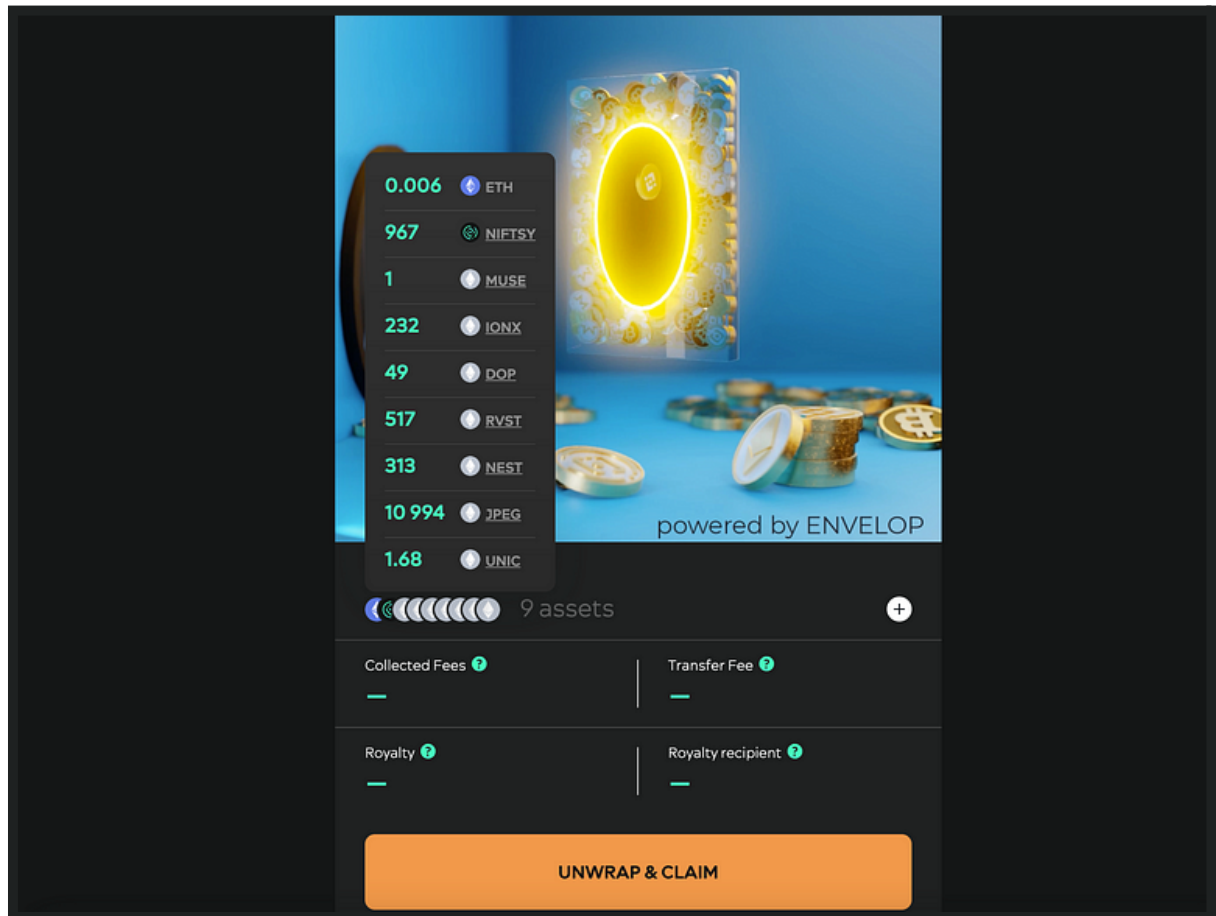 0.006 ETH
967 NIFTSY
1 MUSE
232 IONX
49 DOP
517 RVST
313 NEST
10 994 JPEG
1.68 UNIC
powered by ENVELOP
9 assets
+
Collected Fees ? Transfer Fee ?
— —
Royalty ? Royalty recipient ?
— —
UNWRAP & CLAIM